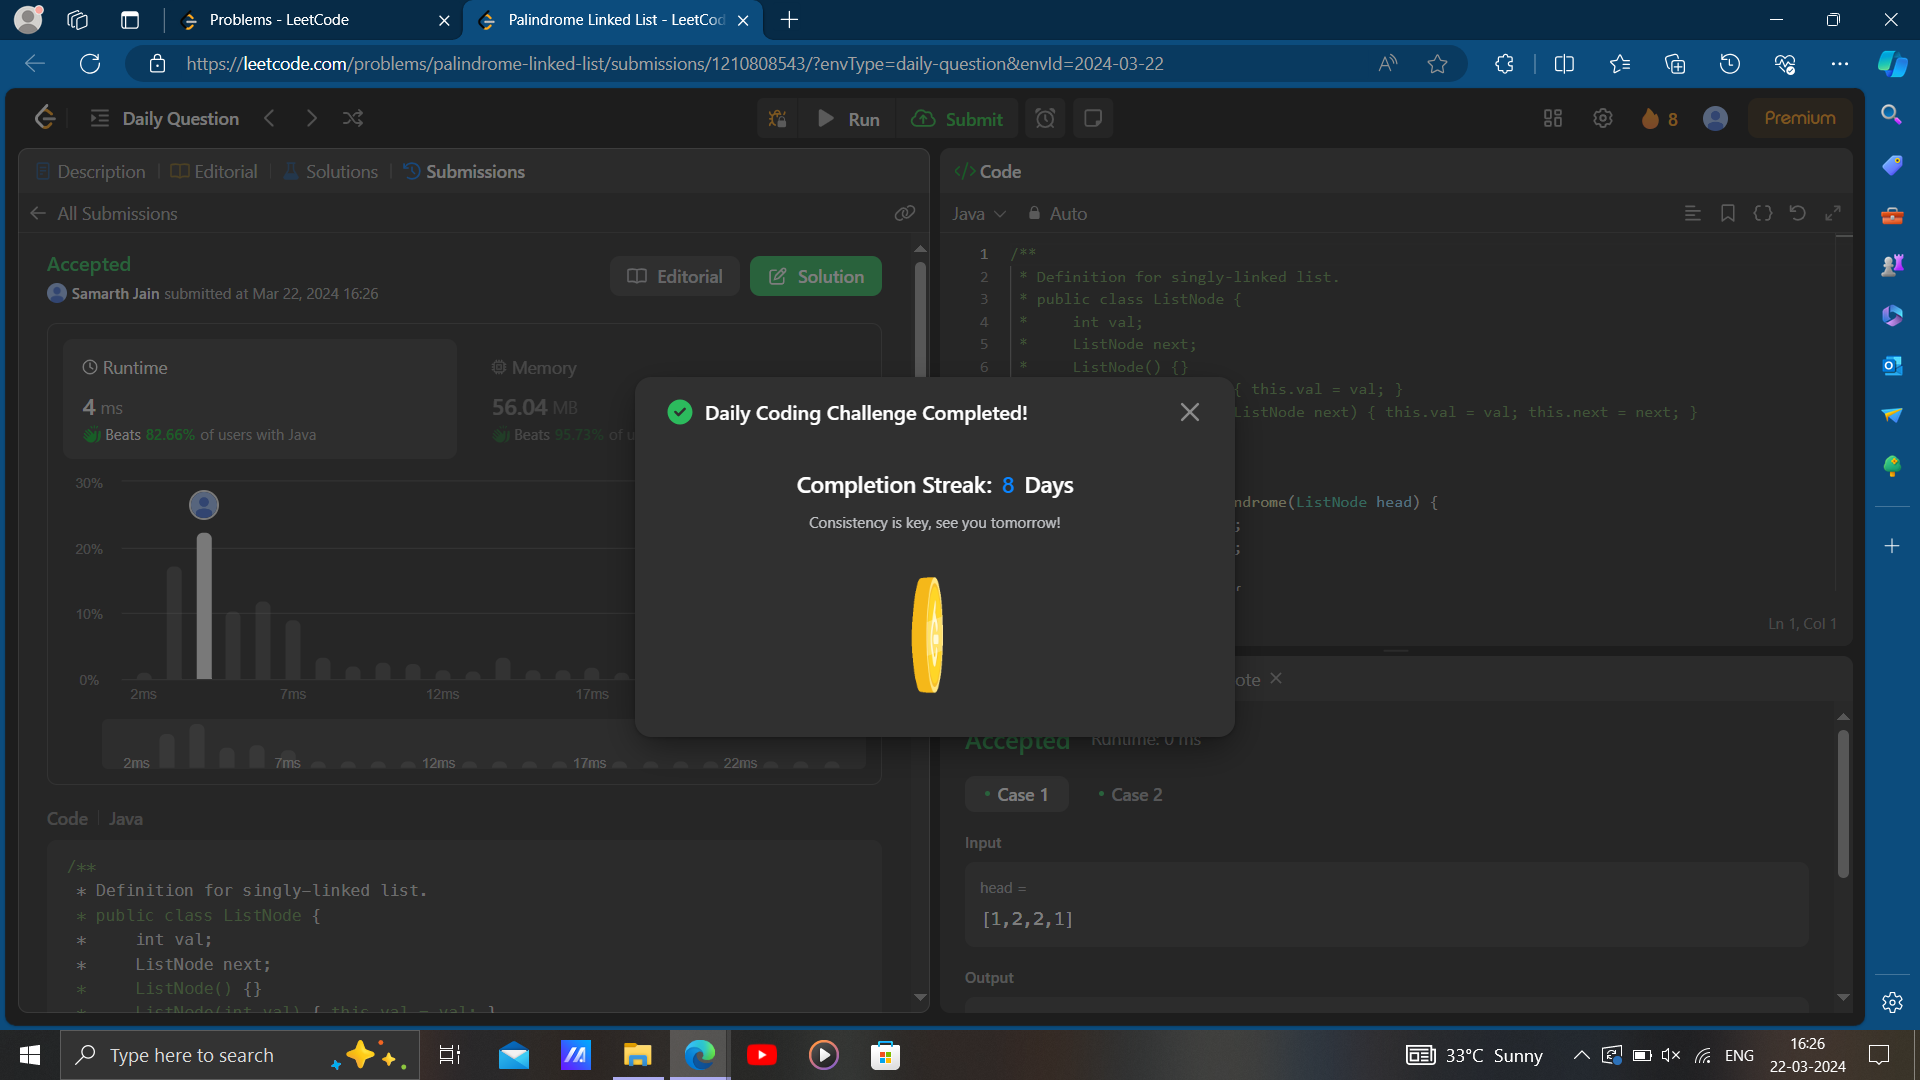 Problems - LeetCode
Palindrome Linked List - LeetCod
https://leetcode.com/problems/palindrome-linked-list/submissions/1210808543/?envType=daily-question&envId=2024-03-22
Daily Question
Run
Submit
8
Premium
Description
Editorial
Solutions
Submissions
All Submissions
Accepted
Samarth Jain submitted at Mar 22, 2024 16:26
Editorial
Solution
Runtime
4 ms
Beats 82.66% of users with Java
Memory
56.04 MB
Beats 95.73% of u
30%
20%
10%
0%
2ms 7ms 12ms 17ms
2ms 7ms 12ms 17ms 22ms
Code Java
/**
* Definition for singly-linked list.
* public class ListNode {
*     int val;
*     ListNode next;
*     ListNode() {}
*     ListNode(int val) { this.val = val; }
Daily Coding Challenge Completed!
Completion Streak: 8 Days
Consistency is key, see you tomorrow!
</> Code
Java
Auto
1 /**
2 * Definition for singly-linked list.
3 * public class ListNode {
4 *     int val;
5 *     ListNode next;
6 *     ListNode() {}
{ this.val = val; }
ListNode next) { this.val = val; this.next = next; }
ndrome(ListNode head) {
;
;
Ln 1, Col 1
ote
Accepted Runtime: 0 ms
Case 1
Case 2
Input
head =
[1,2,2,1]
Output
Type here to search
33°C Sunny
ENG
16:26
22-03-2024